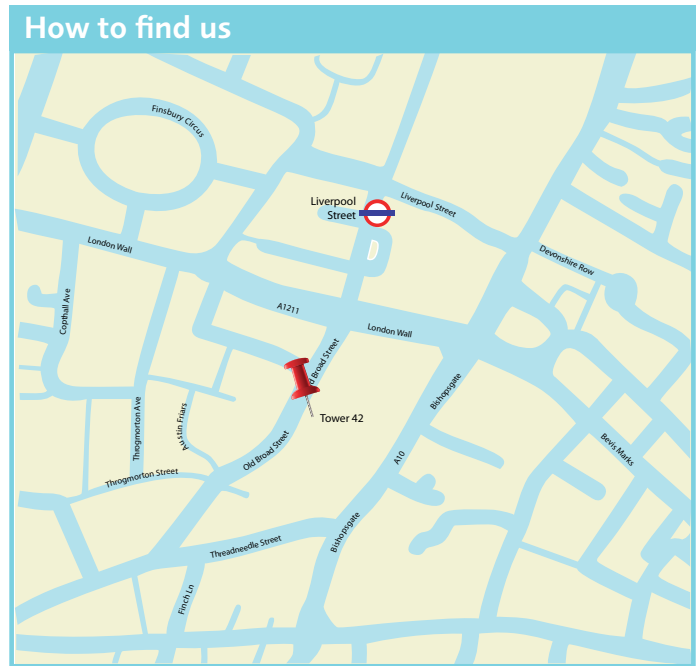 How to find us
Finsbury Circus
Liverpool
Street
Liverpool Street
London Wall
Devonshire Row
Copthall Ave
A1211
London Wall
Old Broad Street
Bishopsgate
Tower 42
Throgmorton Ave
Austin Friars
Old Broad Street
Bevis Marks
A10
Throgmorton Street
Bishopsgate
Threadneedle Street
Finch Ln